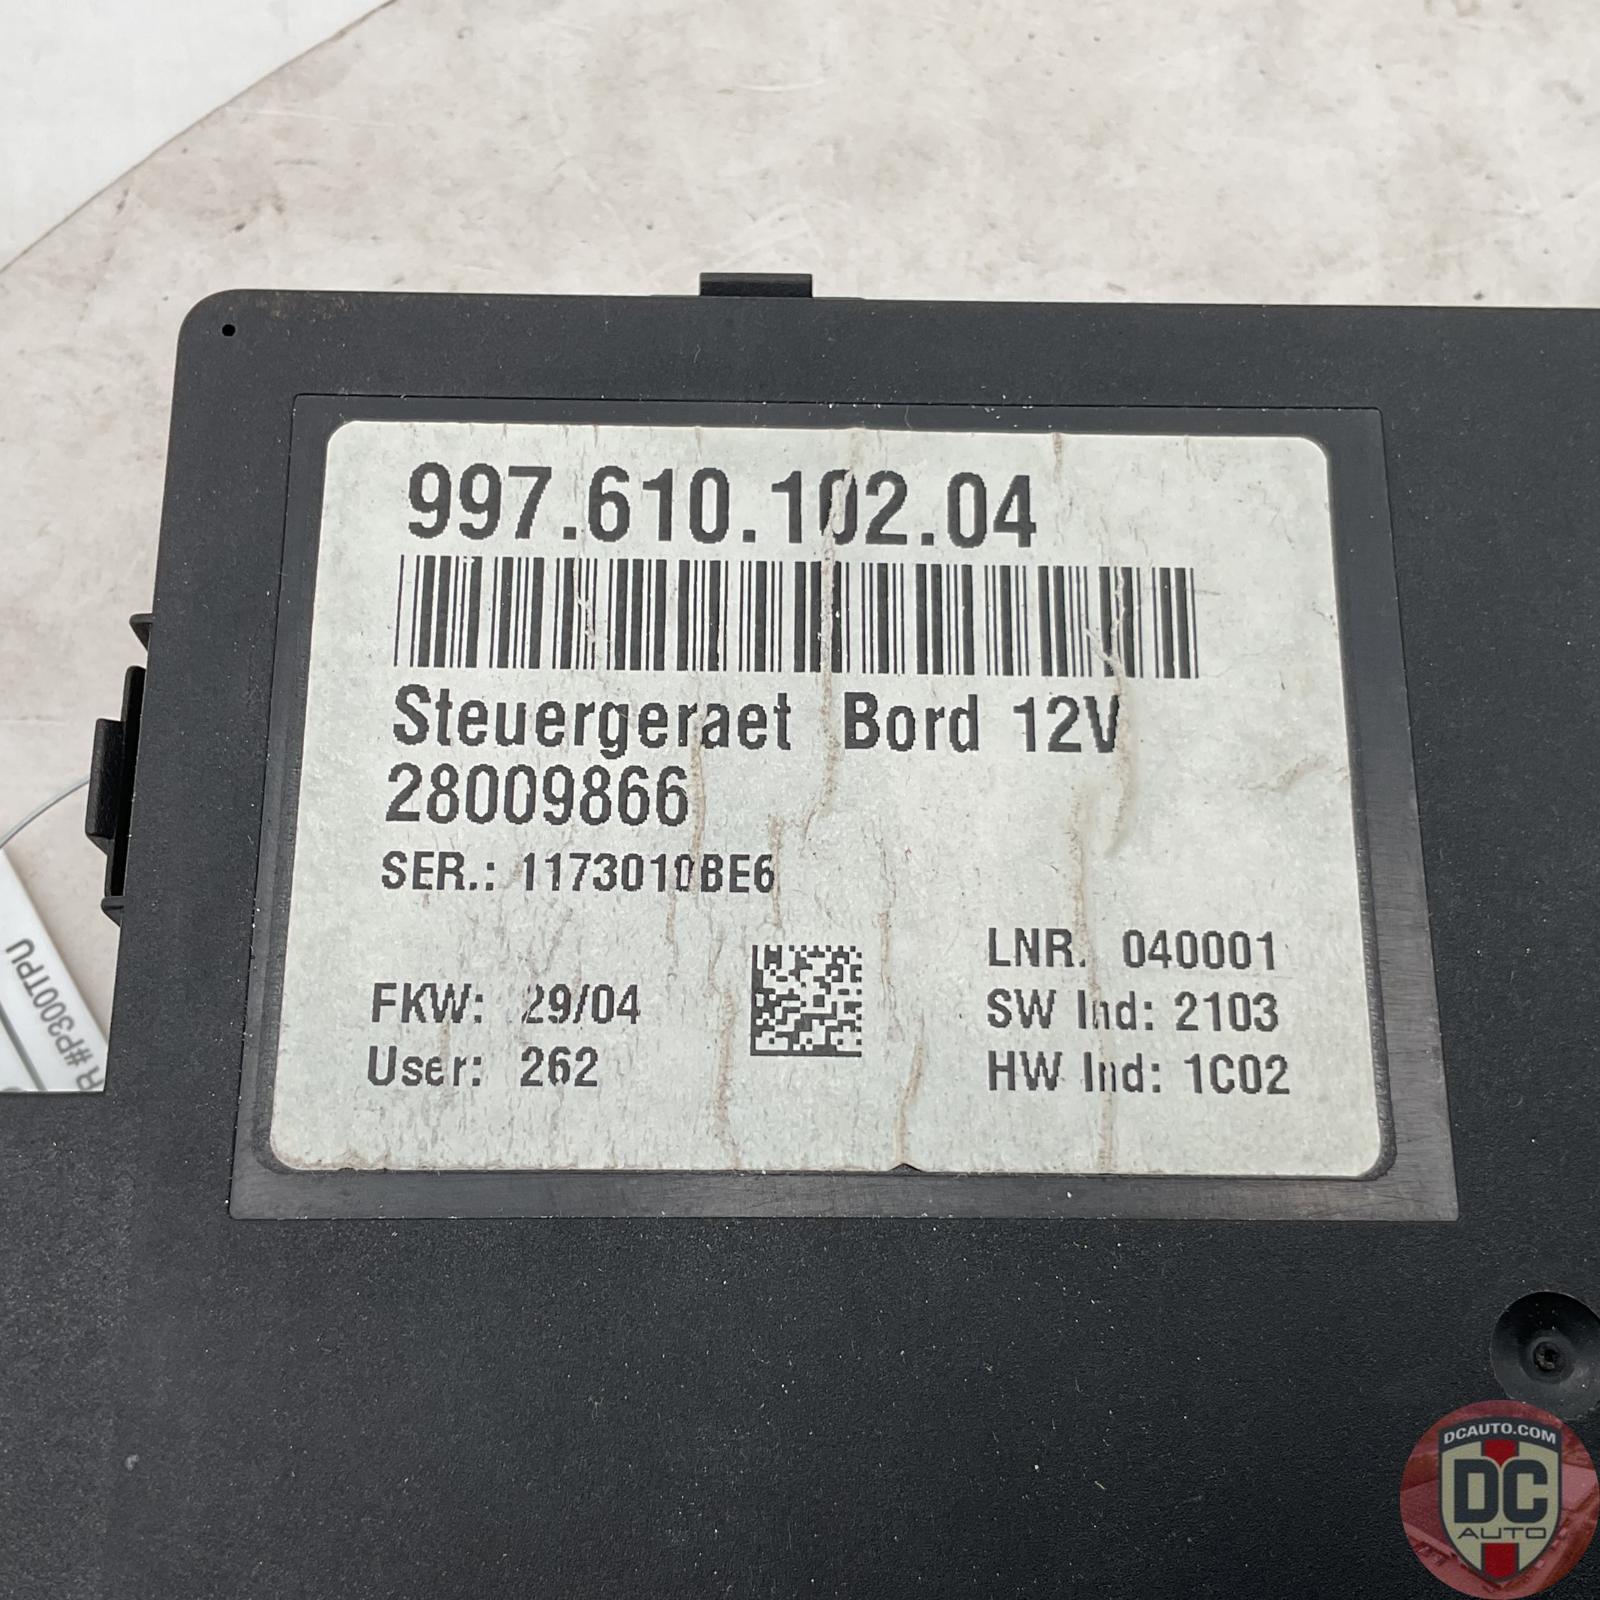 997.610.102.04
Steuergeraet Bord 12V
28009866
SER.: 1173010BE6
LNR. 040001
FKW: 29/04
SW Ind: 2103
User: 262
HW Ind: 1C02
R #P300TPU
DCAUTO.COM
DC
AUTO